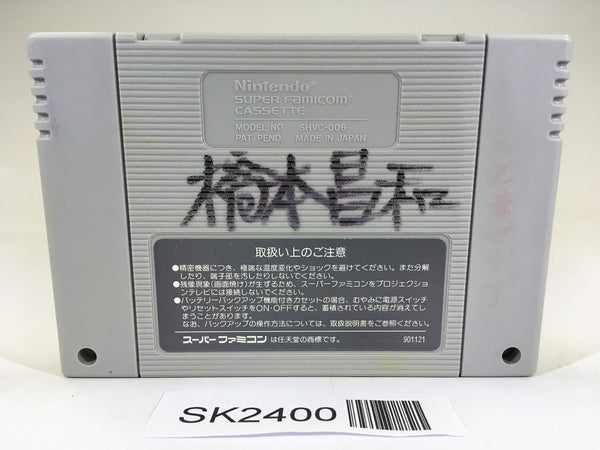 Nintendo®
SUPER FAMICOM®
CASSETTE
MODEL NO. SHVC-006
PAT. PEND. MADE IN JAPAN
橋本昌和
取扱い上のご注意
●精密機器につき、極端な温度変化やショックを避けてください。また分解
したり、端子部を汚したりしないでください。
●残像現象(画面焼け)が生ずるため、スーパーファミコンをプロジェクショ
ンテレビには接続しないでください。
●バッテリーバックアップ機能付きカセットの場合、むやみに電源スイッチ
やリセットスイッチをON・OFFすると、蓄積されている内容が消えてし
まうことがあります。
なお、バックアップの操作方法については、取扱説明書をご参照ください。
スーパーファミコン は任天堂の商標です。 901121
SK2400